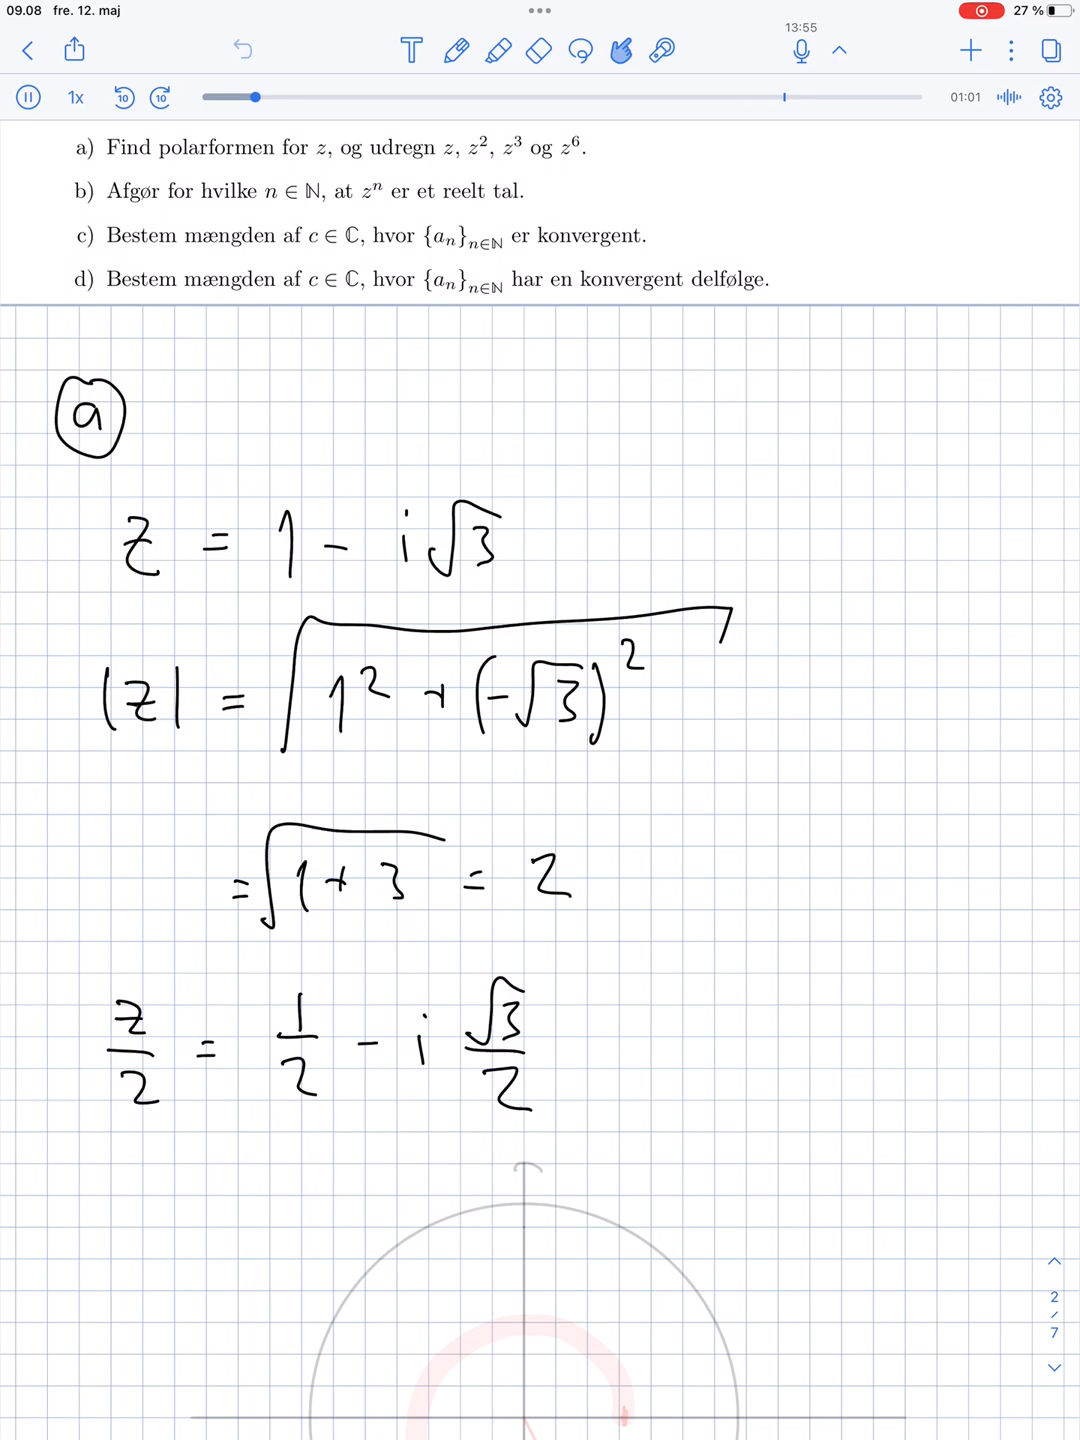 09.08 fre. 12. maj
27 %
13:55
1x 10 10 01:01
a) Find polarformen for z, og udregn z, z², z³ og z⁶.
b) Afgør for hvilke n ∈ ℕ, at zⁿ er et reelt tal.
c) Bestem mængden af c ∈ ℂ, hvor {aₙ}ₙ∈ℕ er konvergent.
d) Bestem mængden af c ∈ ℂ, hvor {aₙ}ₙ∈ℕ har en konvergent delfølge.
a
z = 1 - i√3
|z| = √(1² + (-√3)²)
= √(1 + 3) = 2
z/2 = 1/2 - i √3/2
2
/
7